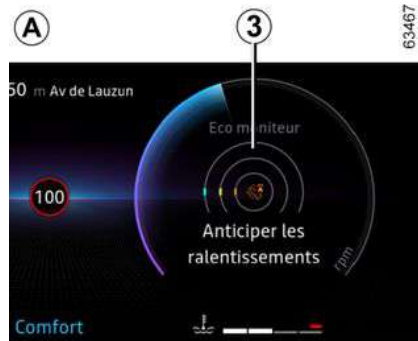 A
3
63467
50 m Av de Lauzun
Eco moniteur
100
Anticiper les
ralentissements
rpm
Comfort